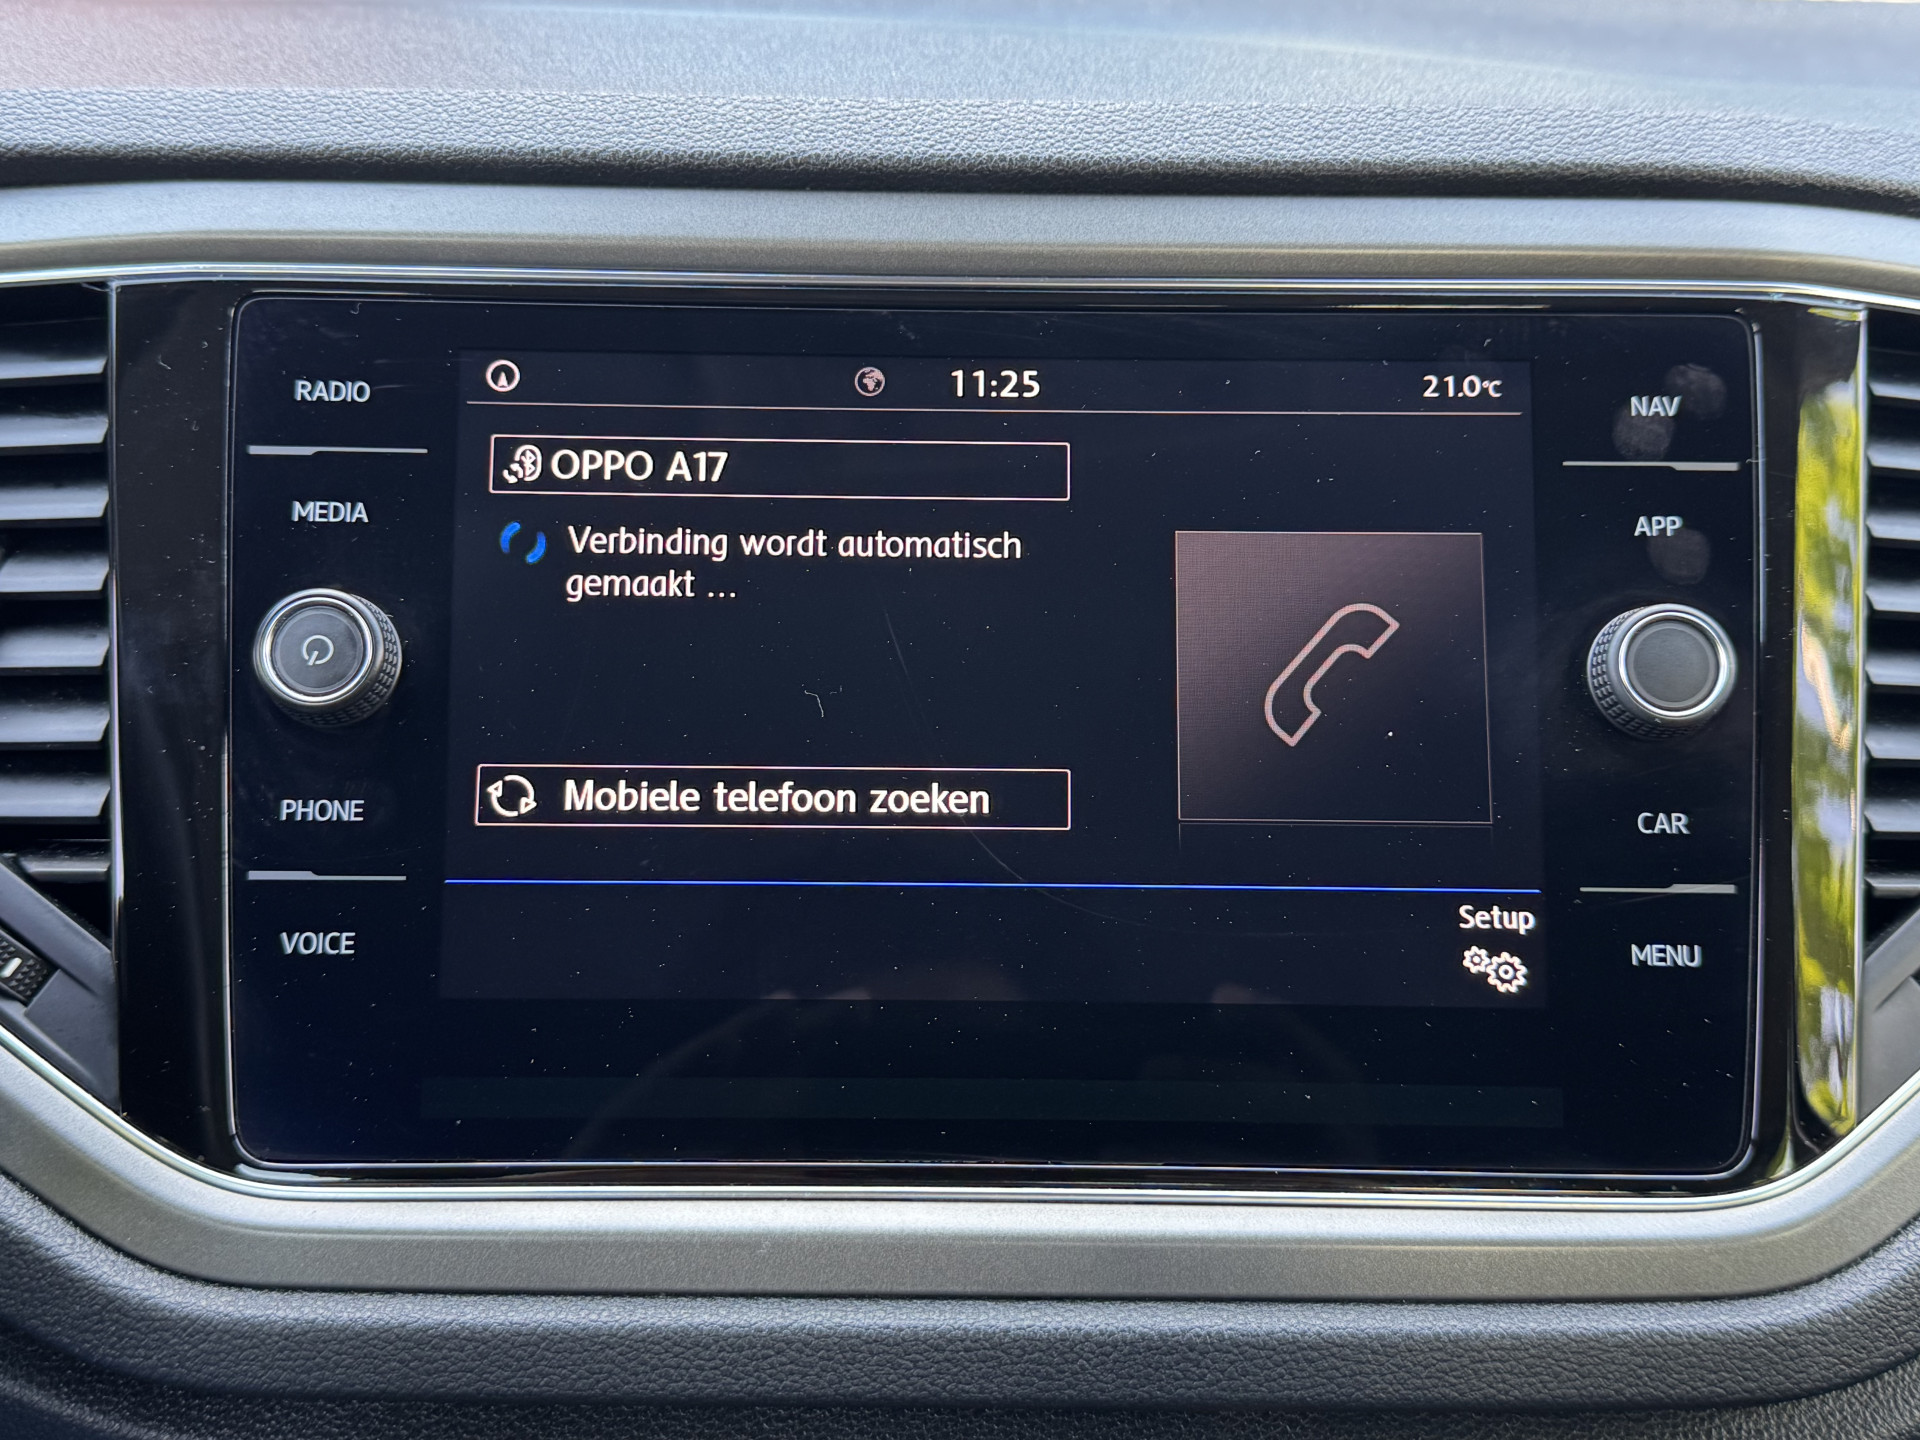 RADIO
MEDIA
PHONE
VOICE
11:25
21.0°C
OPPO A17
Verbinding wordt automatisch
gemaakt ...
Mobiele telefoon zoeken
Setup
NAV
APP
CAR
MENU